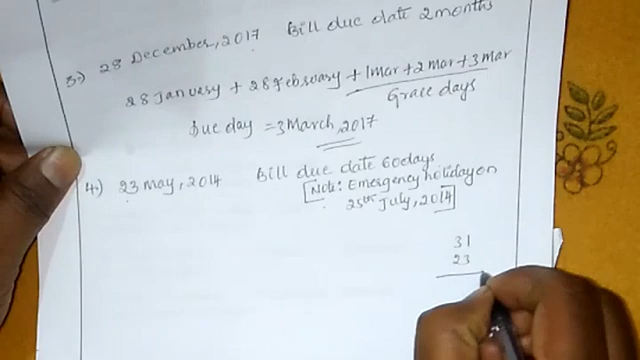 3.) 28 December, 2017 Bill due date 2 months
28 January + 28 February + 1 Mar + 2 mar + 3 mar
Grace days
Due day = 3 March, 2017
4.) 23 may, 2014 Bill due date 60 days
Note: Emergency holiday on
25th July, 2014
31
23